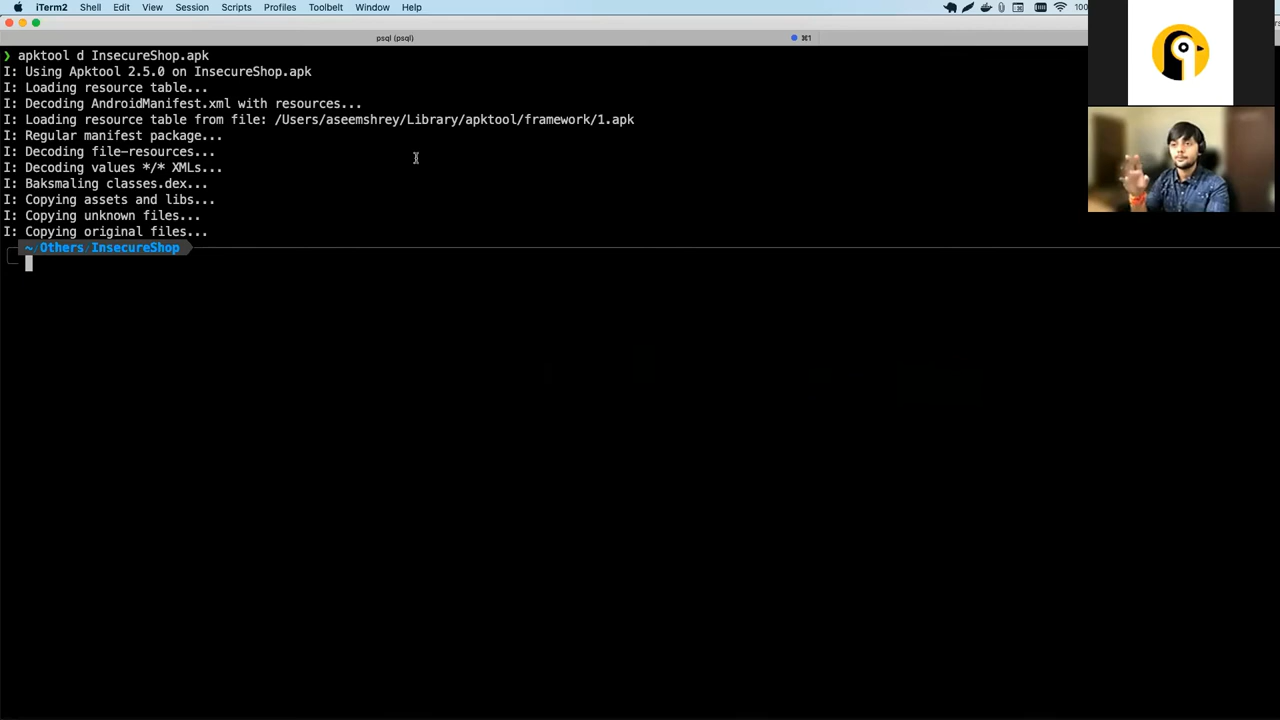 iTerm2 Shell Edit View Session Scripts Profiles Toolbelt Window Help
100
psql (psql)
⌘1
❯ apktool d InsecureShop.apk
I: Using Apktool 2.5.0 on InsecureShop.apk
I: Loading resource table...
I: Decoding AndroidManifest.xml with resources...
I: Loading resource table from file: /Users/aseemshrey/Library/apktool/framework/1.apk
I: Regular manifest package...
I: Decoding file-resources...
I: Decoding values */* XMLs...
I: Baksmaling classes.dex...
I: Copying assets and libs...
I: Copying unknown files...
I: Copying original files...
~/Others/InsecureShop